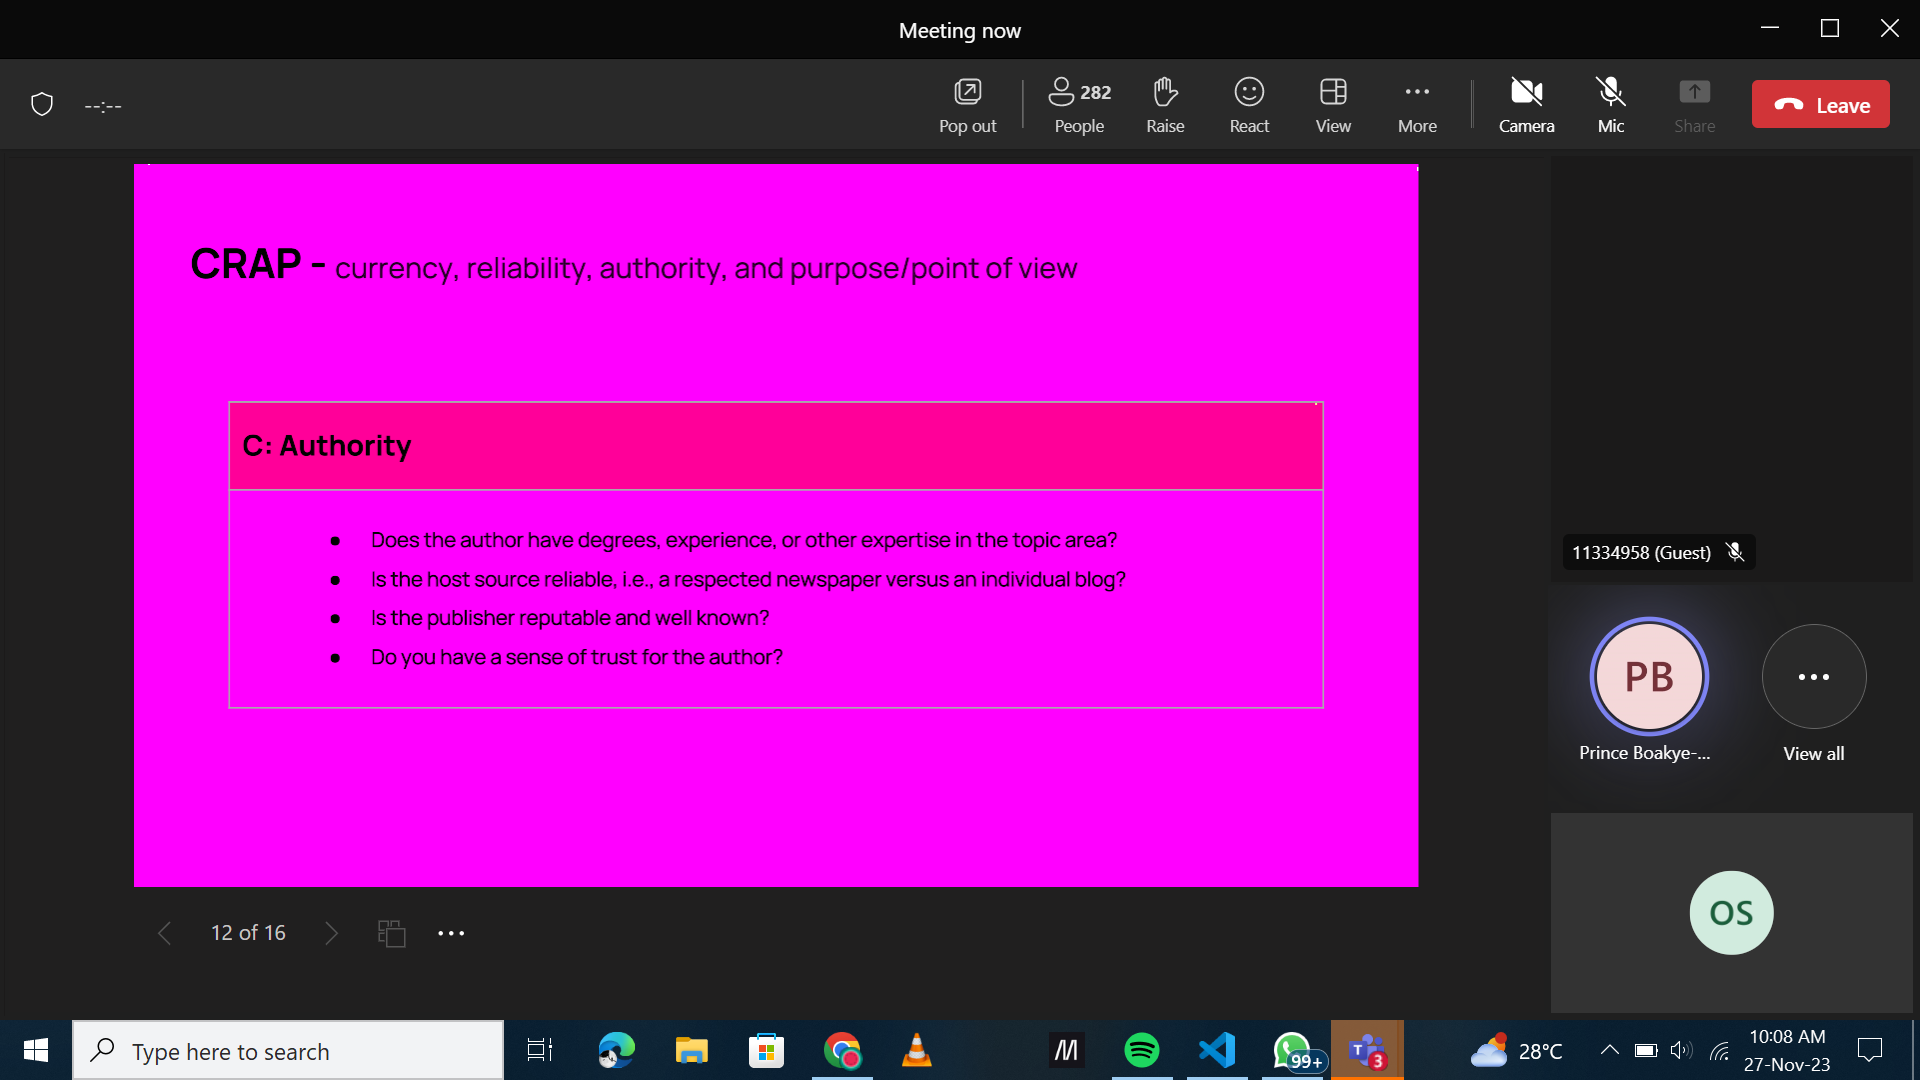 Meeting now
--:--
Pop out
282
People
Raise
React
View
More
Camera
Mic
Share
Leave
CRAP - currency, reliability, authority, and purpose/point of view
C: Authority
● Does the author have degrees, experience, or other expertise in the topic area?
● Is the host source reliable, i.e., a respected newspaper versus an individual blog?
● Is the publisher reputable and well known?
● Do you have a sense of trust for the author?
11334958 (Guest)
PB
Prince Boakye-...
View all
OS
12 of 16
Type here to search
99+
3
28°C
10:08 AM
27-Nov-23